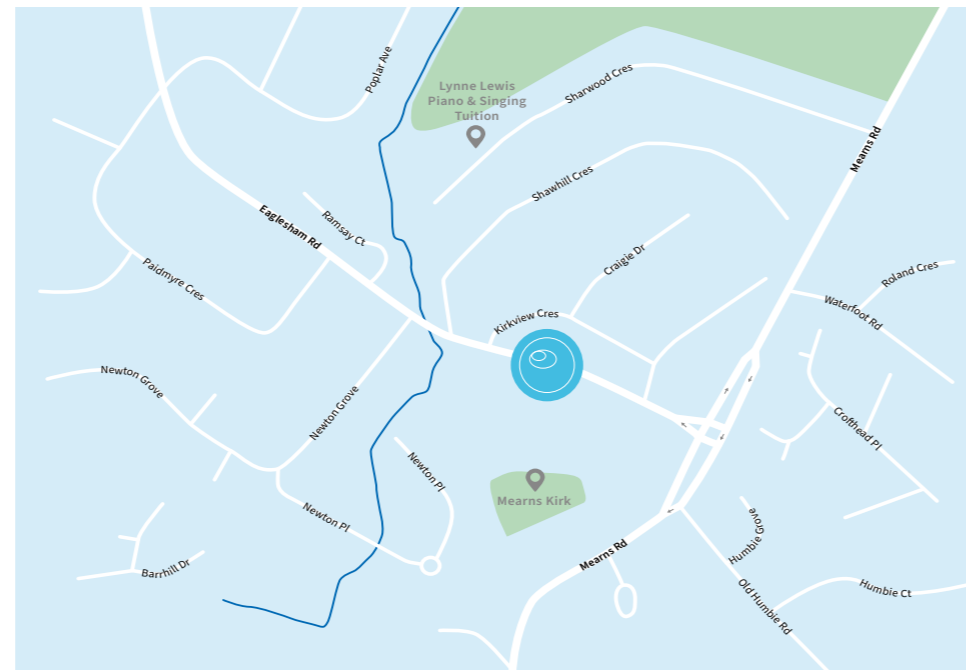 Poplar Ave
Lynne Lewis
Piano & Singing
Tuition
Sharwood Cres
Mearns Rd
Shawhill Cres
Eaglesham Rd
Ramsay Ct
Craigie Dr
Paidmyre Cres
Roland Cres
Waterfoot Rd
Kirkview Cres
Newton Grove
Newton Grove
Crofthead Pl
Newton Pl
Mearns Kirk
Newton Pl
Humbie Grove
Mearns Rd
Barrhill Dr
Old Humbie Rd
Humbie Ct